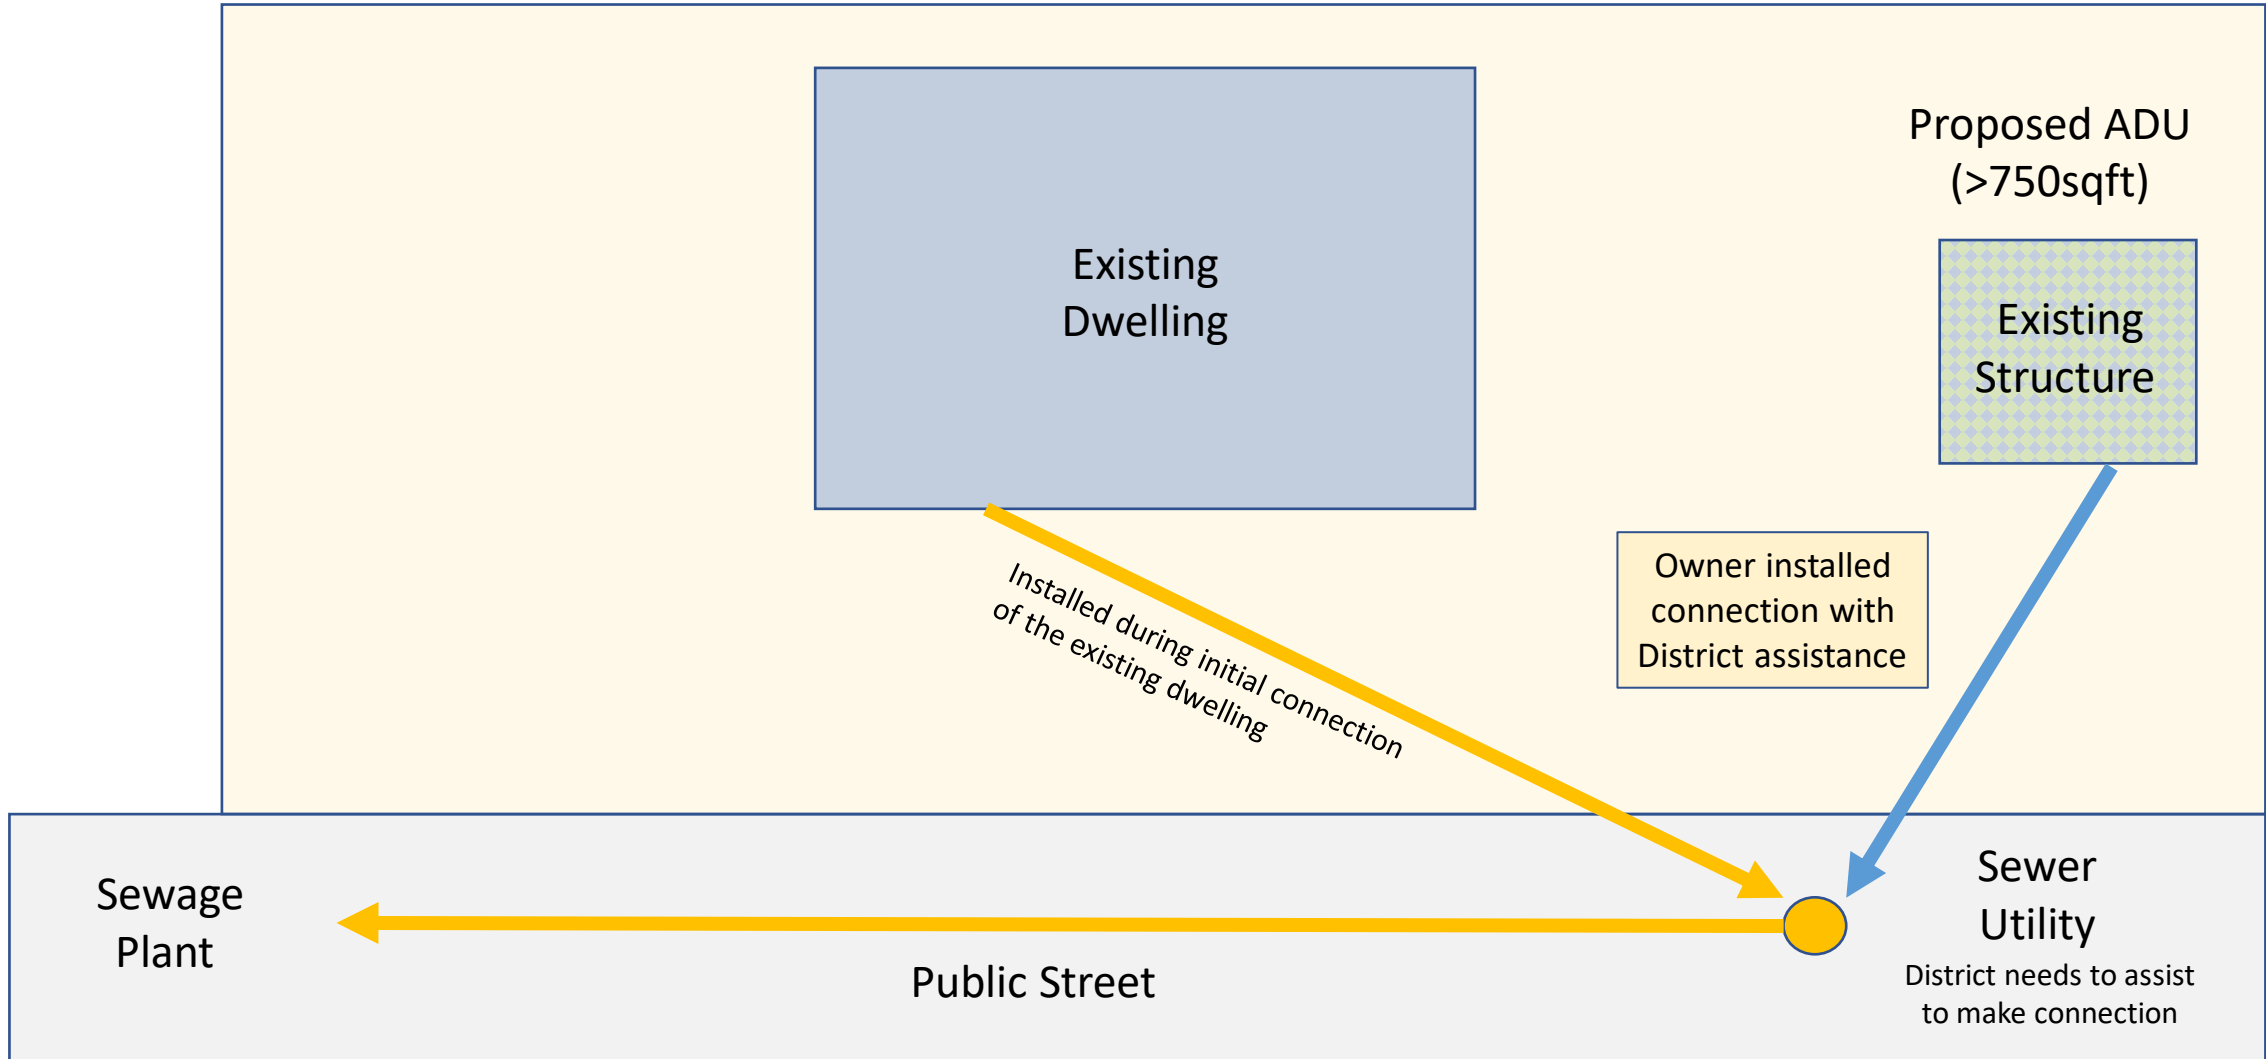 Proposed ADU
(>750sqft)
Existing
Dwelling
Existing
Structure
Owner installed
connection with
District assistance
Installed during initial connection
of the existing dwelling
Sewage
Plant
Public Street
Sewer
Utility
District needs to assist
to make connection